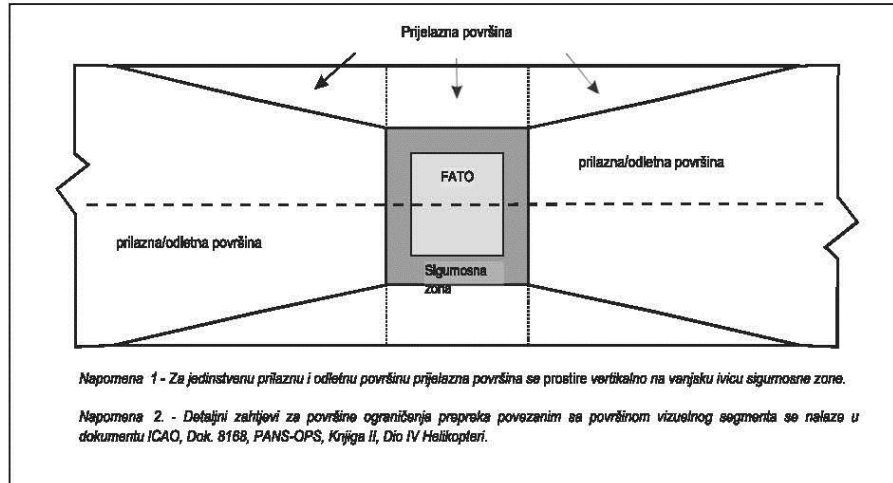 Prijelazna površina
FATO
prilazna/odletna površina
prilazna/odletna površina
Sigurnosna
zona
Napomena 1 - Za jedinstvenu prilaznu i odletnu površinu prijelazna površina se prostire vertikalno na vanjsku ivicu sigurnosne zone.
Napomena 2. - Detaljni zahtjevi za površine ograničenja prepreka povezanim sa površinom vizuelnog segmenta se nalaze u
dokumentu ICAO, Dok. 8168, PANS-OPS, Knjiga II, Dio IV Helikopteri.